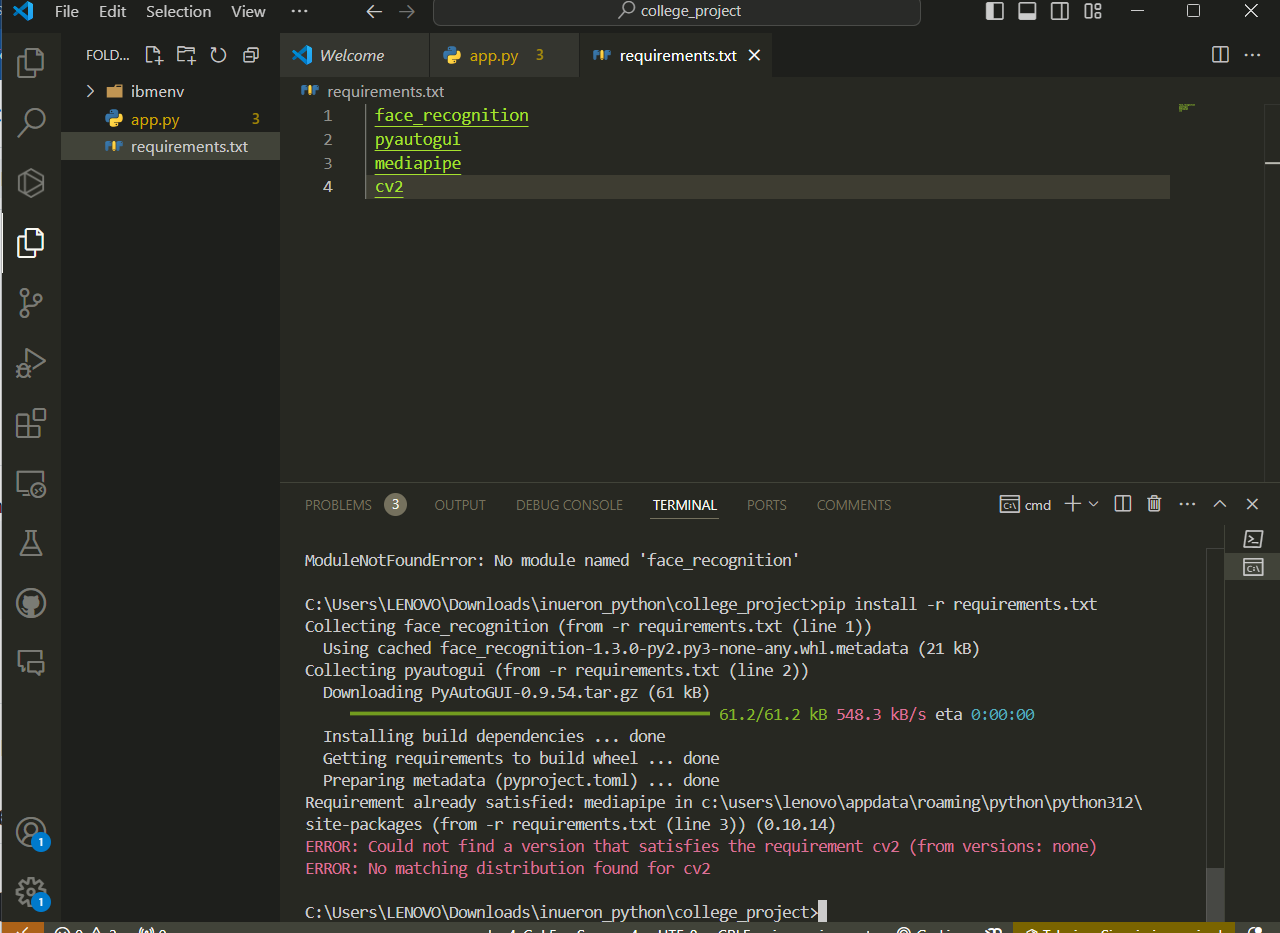 File Edit Selection View ··· college_project
FOLD...
ibmenv
app.py 3
requirements.txt
Welcome app.py 3 requirements.txt
requirements.txt
1 face_recognition
2 pyautogui
3 mediapipe
4 cv2
PROBLEMS 3 OUTPUT DEBUG CONSOLE TERMINAL PORTS COMMENTS cmd
ModuleNotFoundError: No module named 'face_recognition'
C:\Users\LENOVO\Downloads\inueron_python\college_project>pip install -r requirements.txt
Collecting face_recognition (from -r requirements.txt (line 1))
Using cached face_recognition-1.3.0-py2.py3-none-any.whl.metadata (21 kB)
Collecting pyautogui (from -r requirements.txt (line 2))
Downloading PyAutoGUI-0.9.54.tar.gz (61 kB)
61.2/61.2 kB 548.3 kB/s eta 0:00:00
Installing build dependencies ... done
Getting requirements to build wheel ... done
Preparing metadata (pyproject.toml) ... done
Requirement already satisfied: mediapipe in c:\users\lenovo\appdata\roaming\python\python312\
site-packages (from -r requirements.txt (line 3)) (0.10.14)
ERROR: Could not find a version that satisfies the requirement cv2 (from versions: none)
ERROR: No matching distribution found for cv2
C:\Users\LENOVO\Downloads\inueron_python\college_project>
1
1